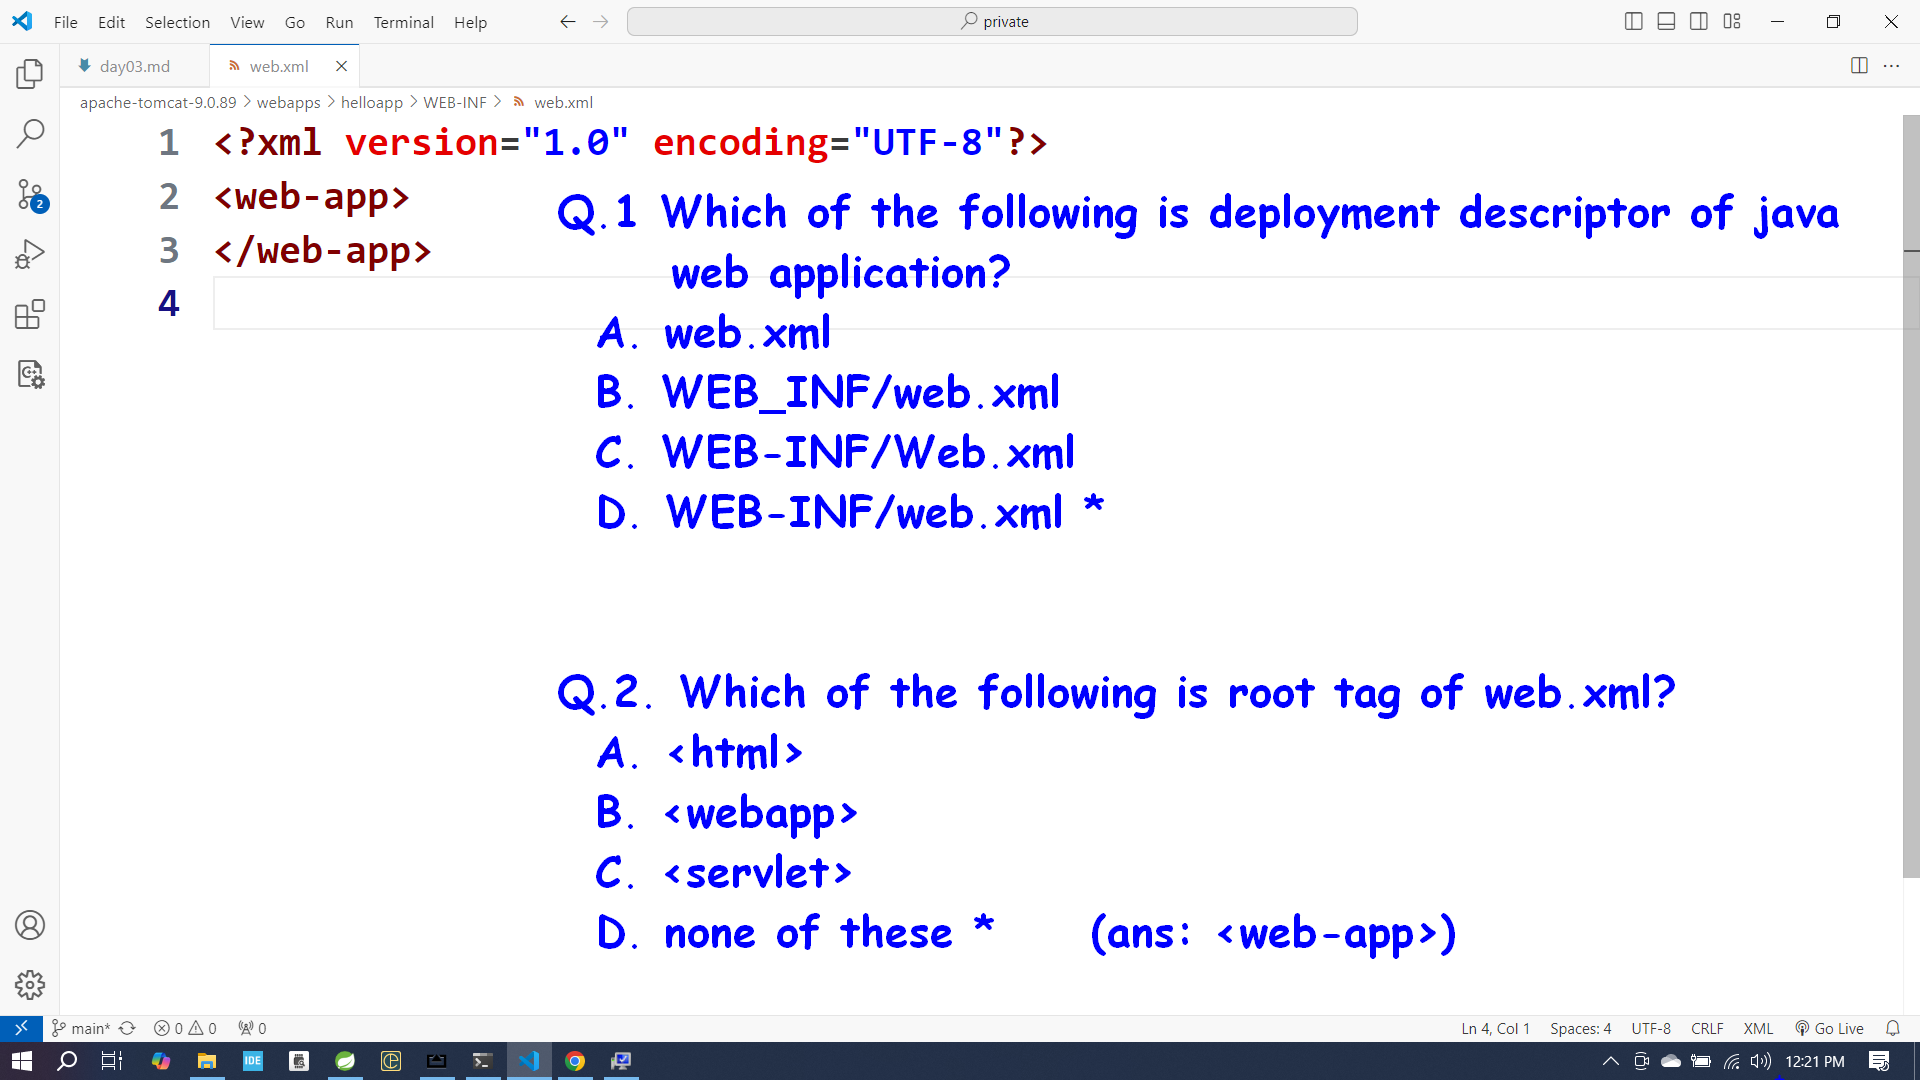 File Edit Selection View Go Run Terminal Help private
day03.md web.xml
apache-tomcat-9.0.89 > webapps > helloapp > WEB-INF > web.xml
1 <?xml version="1.0" encoding="UTF-8"?>
2 <web-app>
3 </web-app>
4
Q.1 Which of the following is deployment descriptor of java
web application?
A. web.xml
B. WEB_INF/web.xml
C. WEB-INF/Web.xml
D. WEB-INF/web.xml *
Q.2. Which of the following is root tag of web.xml?
A. <html>
B. <webapp>
C. <servlet>
D. none of these * (ans: <web-app>)
2
main* 0 0 0 Ln 4, Col 1 Spaces: 4 UTF-8 CRLF XML Go Live
IDE 12:21 PM